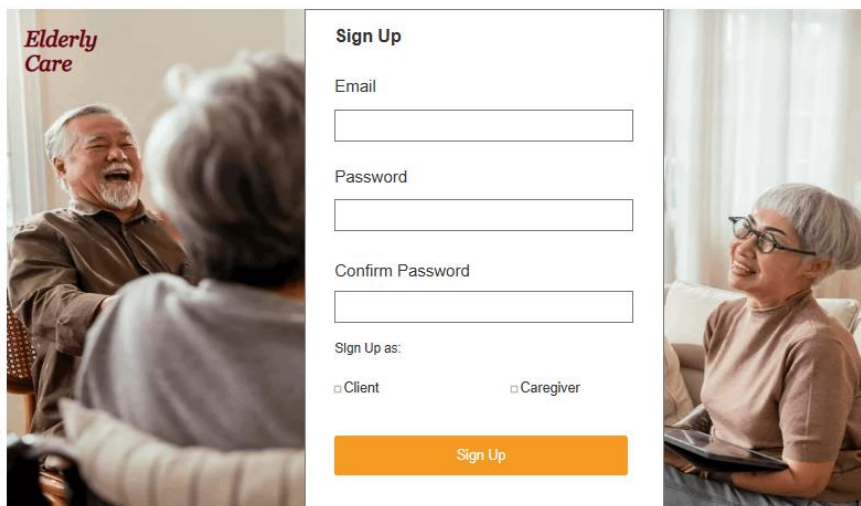 Elderly
Care
Sign Up
Email
Password
Confirm Password
Sign Up as:
Client
Caregiver
Sign Up